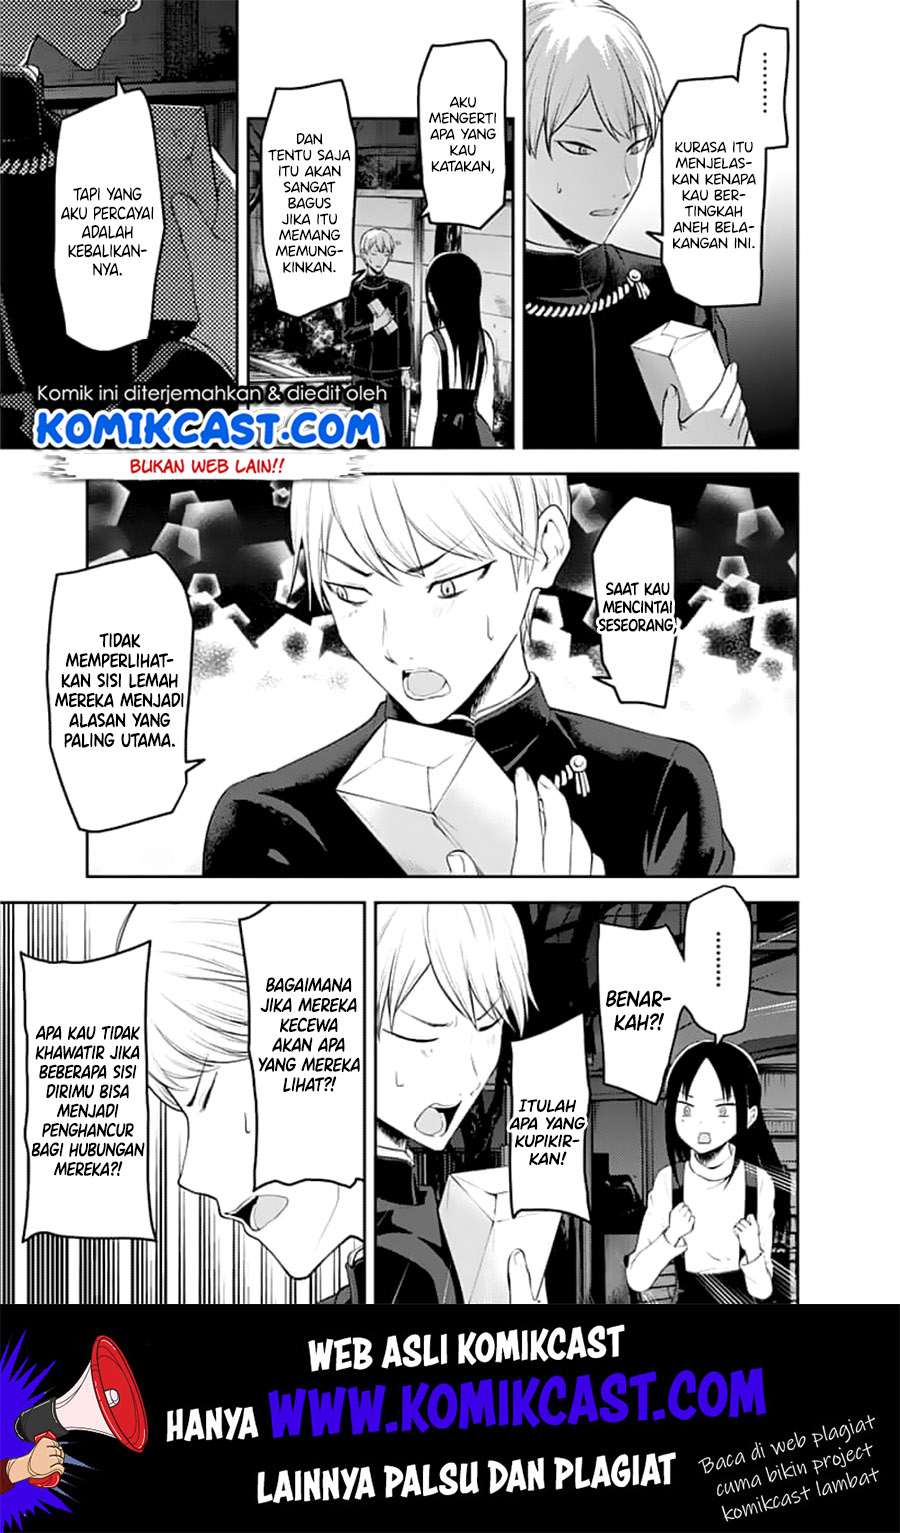 ..........
KURASA ITU
MENJELAS-
KAN KENAPA
KAU BER-
TINGKAH
ANEH BELA-
KANGAN INI.
AKU
MENGERTI
APA YANG
KAU
KATAKAN,
DAN
TENTU SAJA
ITU AKAN
SANGAT
BAGUS
JIKA ITU
MEMANG
MEMUNG-
KINKAN.
TAPI YANG
AKU PERCAYAI
ADALAH
KEBALIKAN-
NYA.
Komik ini diterjemahkan & diedit oleh
KOMIKCAST.COM
BUKAN WEB LAIN!!
SAAT KAU
MENCINTAI
SESEORANG,
TIDAK
MEMPERLIHAT-
KAN SISI LEMAH
MEREKA MENJADI
ALASAN YANG
PALING UTAMA.
..........
BENAR-
KAH?!
ITULAH
APA YANG
KUPIKIR-
KAN!
BAGAIMANA
JIKA MEREKA
KECEWA
AKAN APA
YANG MEREKA
LIHAT?!
APA KAU TIDAK
KHAWATIR JIKA
BEBERAPA SISI
DIRIMU BISA
MENJADI
PENGHANCUR
BAGI HUBUNGAN
MEREKA?!
WEB ASLI KOMIKCAST
HANYA WWW.KOMIKCAST.COM
LAINNYA PALSU DAN PLAGIAT
Baca di web plagiat
cuma bikin project
komikcast lambat